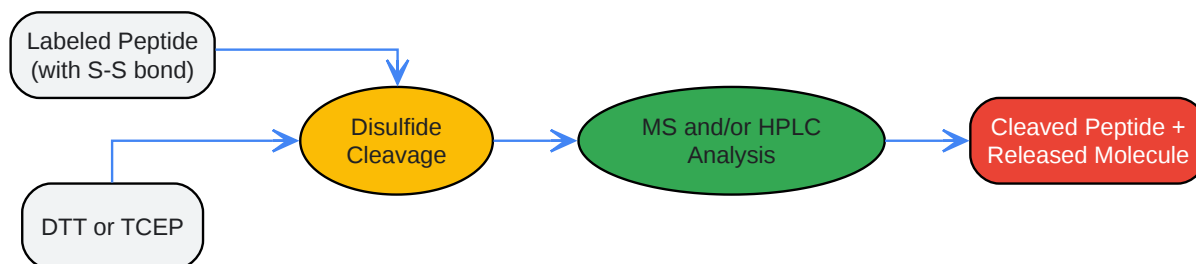 Labeled Peptide
(with S-S bond)
Disulfide
Cleavage
MS and/or HPLC
Analysis
Cleaved Peptide +
Released Molecule
DTT or TCEP